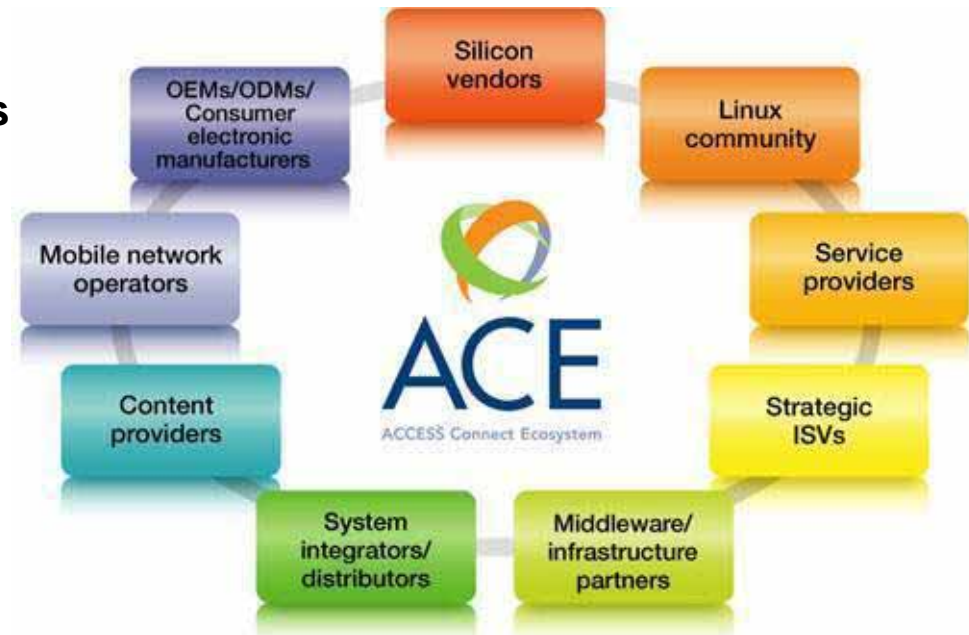 s
Silicon
vendors
OEMs/ODMs/
Consumer
electronic
manufacturers
Linux
community
Mobile network
operators
Service
providers
ACE
ACCESS Connect Ecosystem
Content
providers
Strategic
ISVs
System
integrators/
distributors
Middleware/
infrastructure
partners